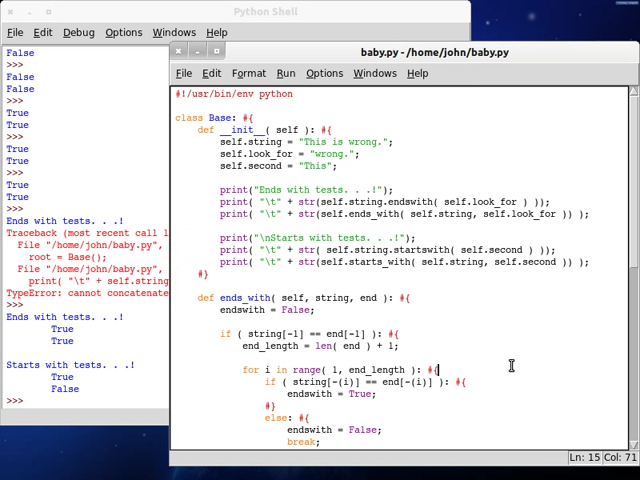 Python Shell
File Edit Debug Options Windows Help
False
>>>
False
False
>>>
True
True
>>>
True
True
>>>
True
True
>>>
Ends with tests. . .!
Traceback (most recent call l
File "/home/john/baby.py",
root = Base();
File "/home/john/baby.py",
print( "\t" + self.string
TypeError: cannot concatenate
>>>
Ends with tests. . .!
True
True
Starts with tests. . .!
True
False
>>>
baby.py - /home/john/baby.py
File Edit Format Run Options Windows Help
#!/usr/bin/env python
class Base: #{
def __init__( self ): #{
self.string = "This is wrong.";
self.look_for = "wrong.";
self.second = "This";
print("Ends with tests. . .!");
print( "\t" + str(self.string.endswith( self.look_for ) ));
print( "\t" + str(self.ends_with( self.string, self.look_for )) );
print("\nStarts with tests. . .!");
print( "\t" + str( self.string.startswith( self.second ) ));
print( "\t" + str(self.starts_with( self.string, self.second )) );
#}
def ends_with( self, string, end ): #{
endswith = False;
if ( string[-1] == end[-1] ): #{
end_length = len( end ) + 1;
for i in range( 1, end_length ): #{
if ( string[-(i)] == end[-(i)] ): #{
endswith = True;
#}
else: #{
endswith = False;
break;
Ln: 15 Col: 71